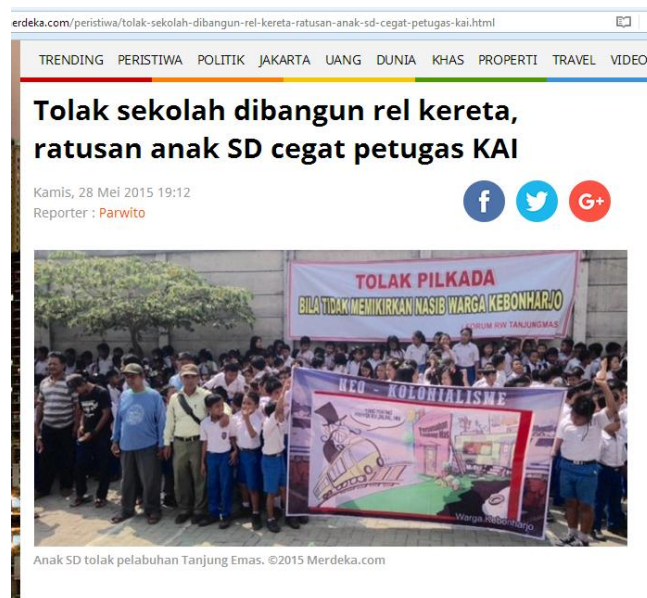 erdeka.com/peristiwa/tolak-sekolah-dibangun-rel-kereta-ratusan-anak-sd-cegat-petugas-kai.html
TRENDING PERISTIWA POLITIK JAKARTA UANG DUNIA KHAS PROPERTI TRAVEL VIDEO
Tolak sekolah dibangun rel kereta,
ratusan anak SD cegat petugas KAI
Kamis, 28 Mei 2015 19:12
Reporter : Parwito
f G+
TOLAK PILKADA
BILA TIDAK MEMIKIRKAN NASIB WARGA KEBONHARJO
FORUM RW TANJUNGMAS
NEO - KOLONIALISME
Warga Kebonharjo
Anak SD tolak pelabuhan Tanjung Emas. ©2015 Merdeka.com